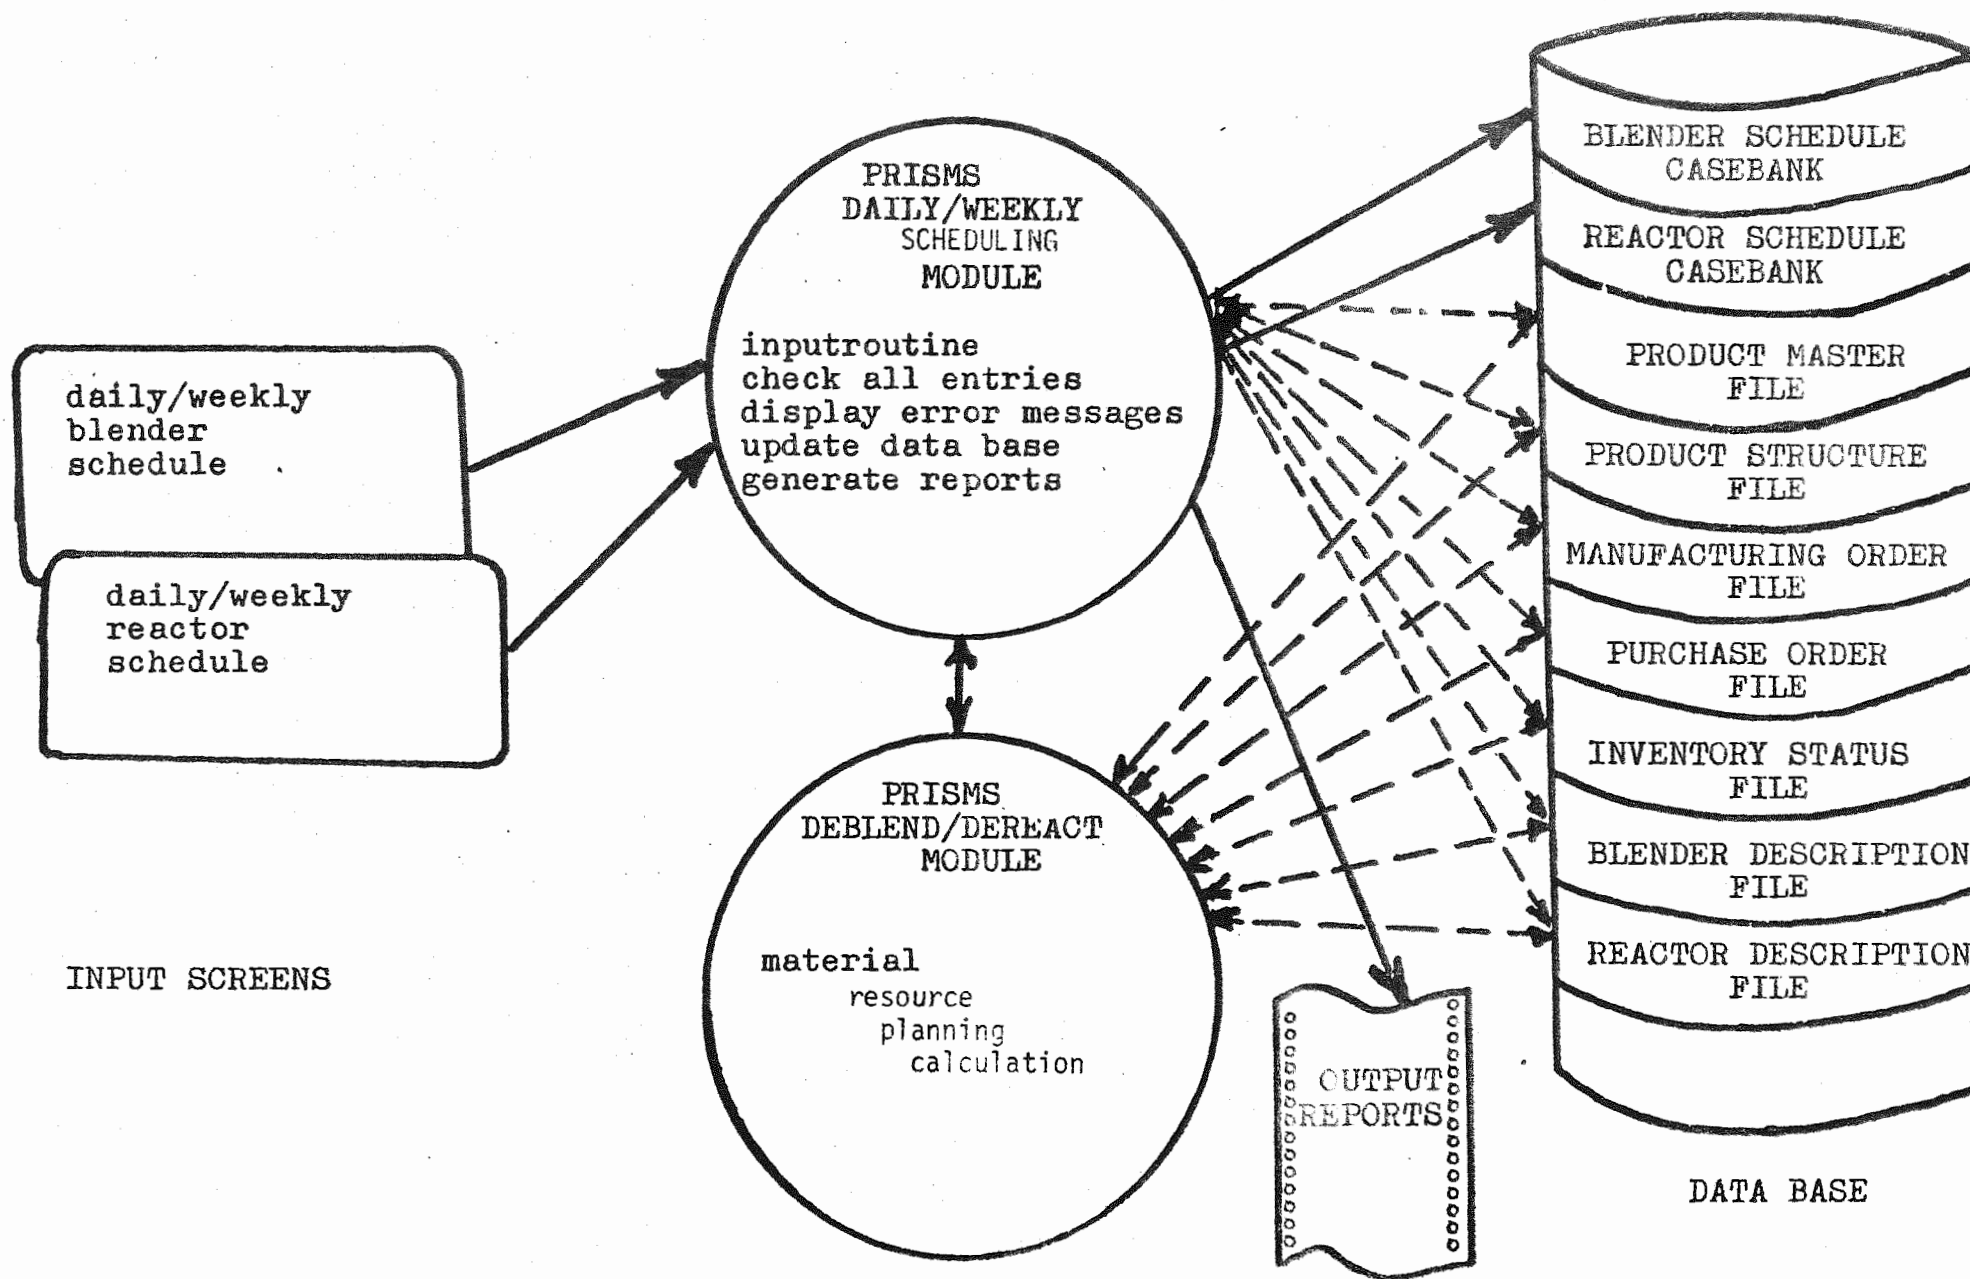 daily/weekly
blender
schedule
daily/weekly
reactor
schedule
INPUT SCREENS
PRISMS
DAILY/WEEKLY
SCHEDULING
MODULE
inputroutine
check all entries
display error messages
update data base
generate reports
PRISMS
DEBLEND/DEREACT
MODULE
material
resource
planning
calculation
OUTPUT
REPORTS
BLENDER SCHEDULE
CASEBANK
REACTOR SCHEDULE
CASEBANK
PRODUCT MASTER
FILE
PRODUCT STRUCTURE
FILE
MANUFACTURING ORDER
FILE
PURCHASE ORDER
FILE
INVENTORY STATUS
FILE
BLENDER DESCRIPTION
FILE
REACTOR DESCRIPTION
FILE
DATA BASE